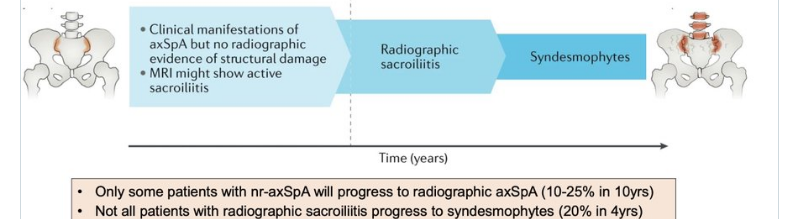 • Clinical manifestations of
axSpA but no radiographic
evidence of structural damage
• MRI might show active
sacroiliitis
Radiographic
sacroiliitis
Syndesmophytes
Time (years)
• Only some patients with nr-axSpA will progress to radiographic axSpA (10-25% in 10yrs)
• Not all patients with radiographic sacroiliitis progress to syndesmophytes (20% in 4yrs)